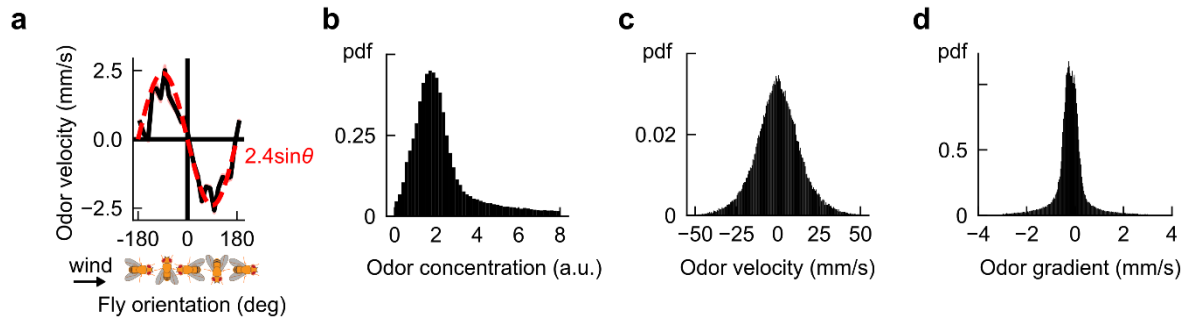 a
Odor velocity (mm/s)
2.5
0.0
−2.5
2.4sinθ
-180 0 180
wind
Fly orientation (deg)
b
pdf
0.25
0
0 2 4 6 8
Odor concentration (a.u.)
c
pdf
0.02
0
−50 −25 0 25 50
Odor velocity (mm/s)
d
pdf
0.5
0
−4 −2 0 2 4
Odor gradient (mm/s)